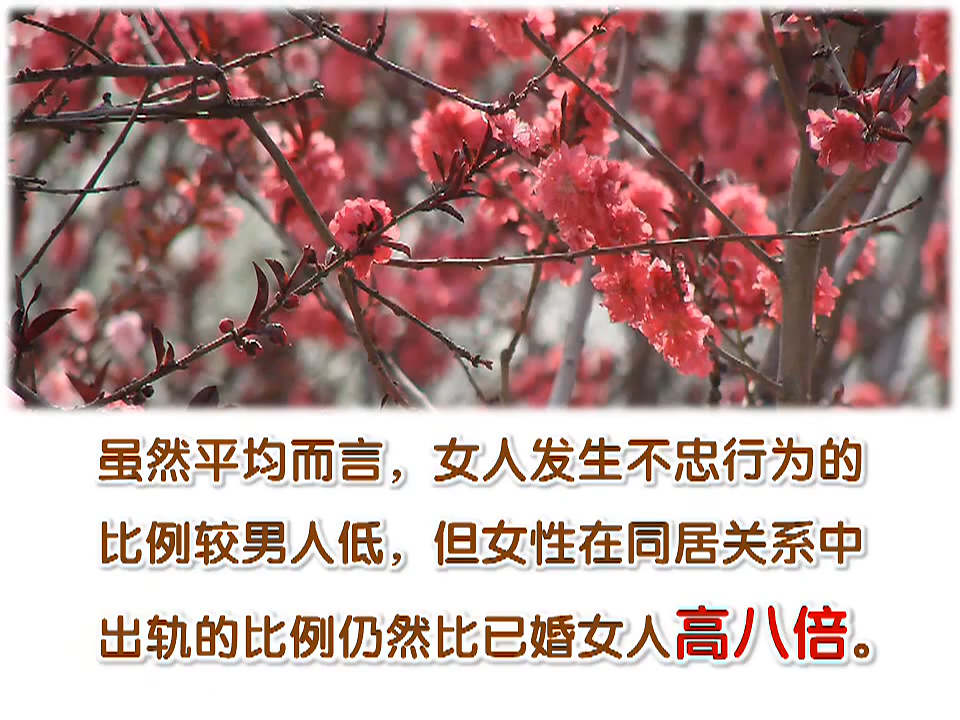 虽然平均而言，女人发生不忠行为的
比例较男人低，但女性在同居关系中
出轨的比例仍然比已婚女人高八倍。